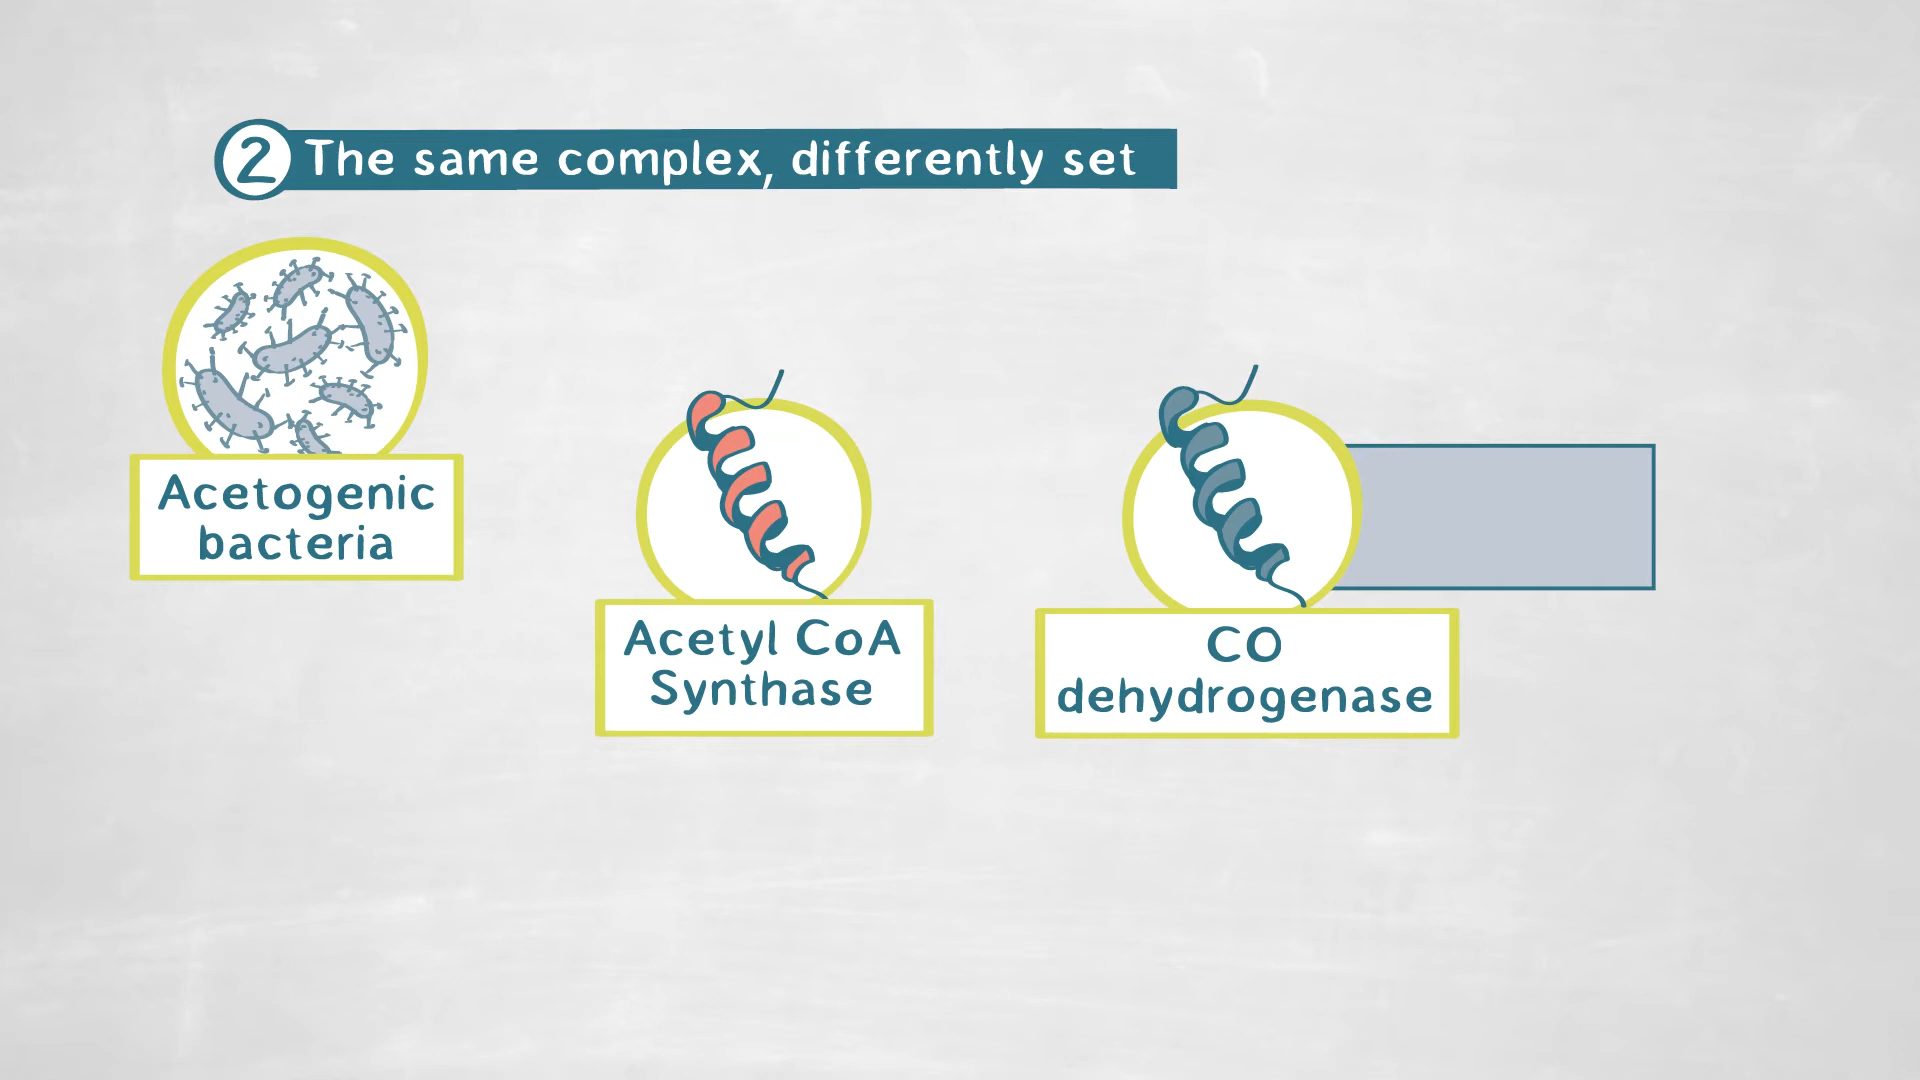 2 The same complex, differently set
Acetogenic
bacteria
Acetyl CoA
Synthase
CO
dehydrogenase